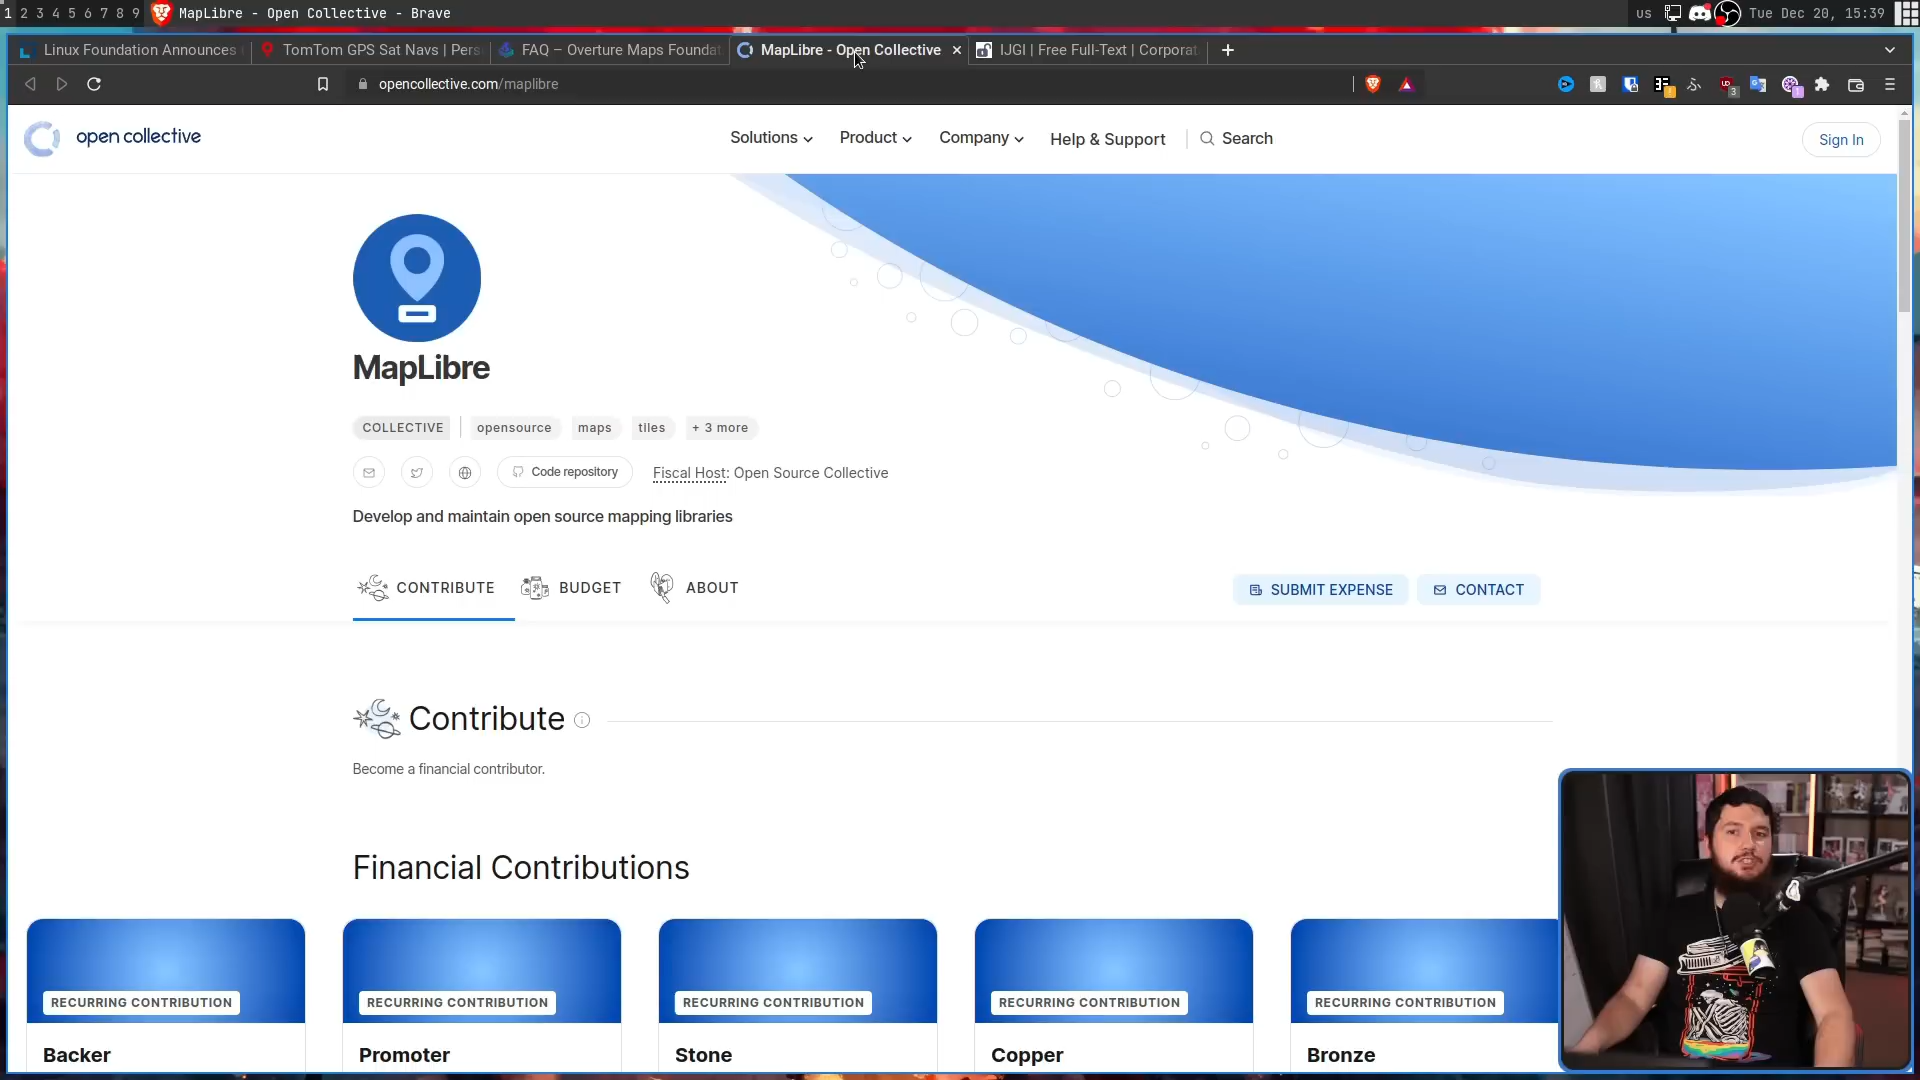 1 2 3 4 5 6 7 8 9 MapLibre - Open Collective - Brave us Tue Dec 20, 15:39
Linux Foundation Announces TomTom GPS Sat Navs | Pers FAQ – Overture Maps Foundat MapLibre - Open Collective IJGI | Free Full-Text | Corporat
opencollective.com/maplibre
open collective Solutions Product Company Help & Support Search Sign In
MapLibre
COLLECTIVE opensource maps tiles + 3 more
Code repository Fiscal Host: Open Source Collective
Develop and maintain open source mapping libraries
CONTRIBUTE BUDGET ABOUT SUBMIT EXPENSE CONTACT
Contribute
Become a financial contributor.
Financial Contributions
RECURRING CONTRIBUTION RECURRING CONTRIBUTION RECURRING CONTRIBUTION RECURRING CONTRIBUTION RECURRING CONTRIBUTION
Backer Promoter Stone Copper Bronze